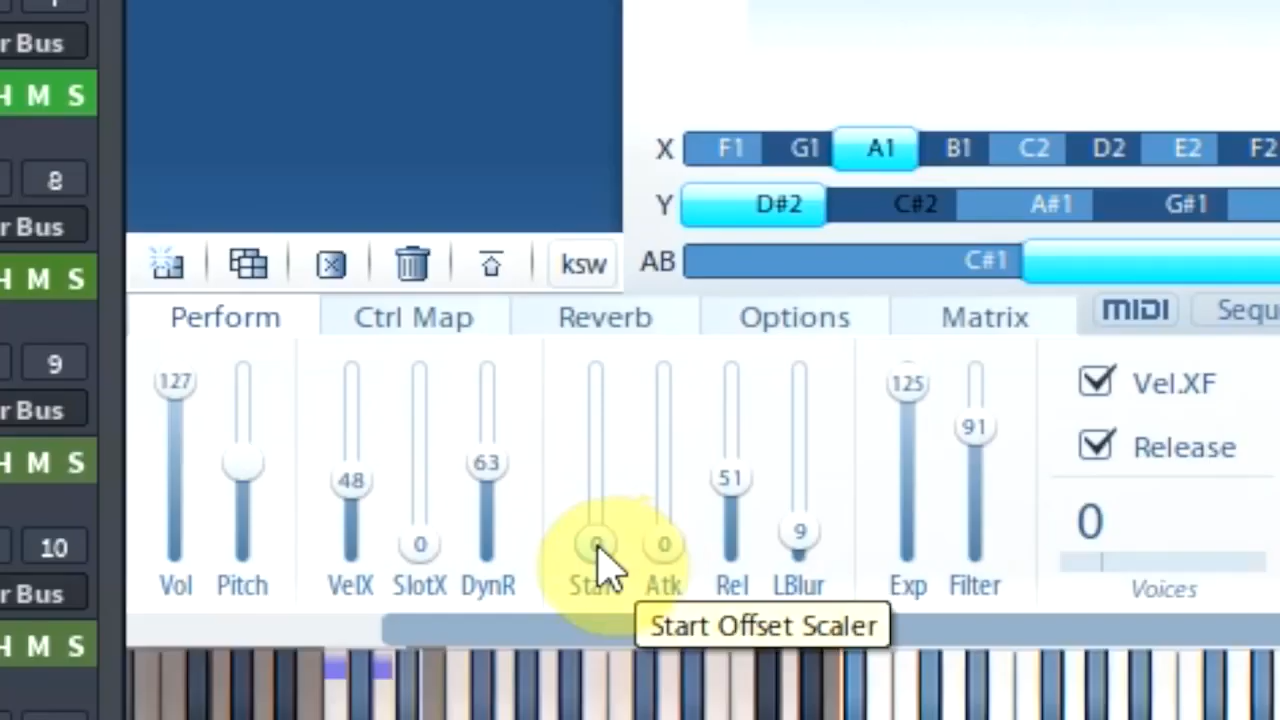 r Bus
H M S
8
r Bus
H M S
9
r Bus
H M S
10
r Bus
H M S
X F1 G1 A1 B1 C2 D2 E2 F2
Y D#2 C#2 A#1 G#1
AB C#1
ksw
Perform Ctrl Map Reverb Options Matrix MIDI Sequ
127 48 0 63 0 0 51 9 125 91
Vol Pitch VelX SlotX DynR Start Atk Rel LBlur Exp Filter
Start Offset Scaler
Vel.XF
Release
0
Voices